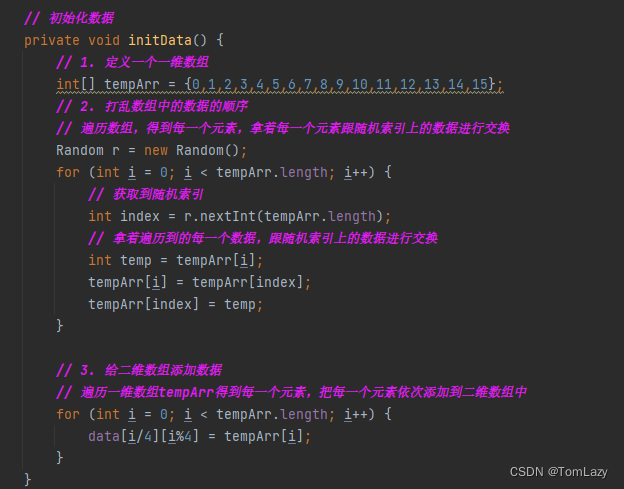 // 初始化数据
private void initData() {
// 1. 定义一个一维数组
int[] tempArr = {0,1,2,3,4,5,6,7,8,9,10,11,12,13,14,15};
// 2. 打乱数组中的数据的顺序
// 遍历数组，得到每一个元素，拿着每一个元素跟随机索引上的数据进行交换
Random r = new Random();
for (int i = 0; i < tempArr.length; i++) {
// 获取到随机索引
int index = r.nextInt(tempArr.length);
// 拿着遍历到的每一个数据，跟随机索引上的数据进行交换
int temp = tempArr[i];
tempArr[i] = tempArr[index];
tempArr[index] = temp;
}
// 3. 给二维数组添加数据
// 遍历一维数组tempArr得到每一个元素，把每一个元素依次添加到二维数组中
for (int i = 0; i < tempArr.length; i++) {
data[i/4][i%4] = tempArr[i];
}
}
CSDN @TomLazy